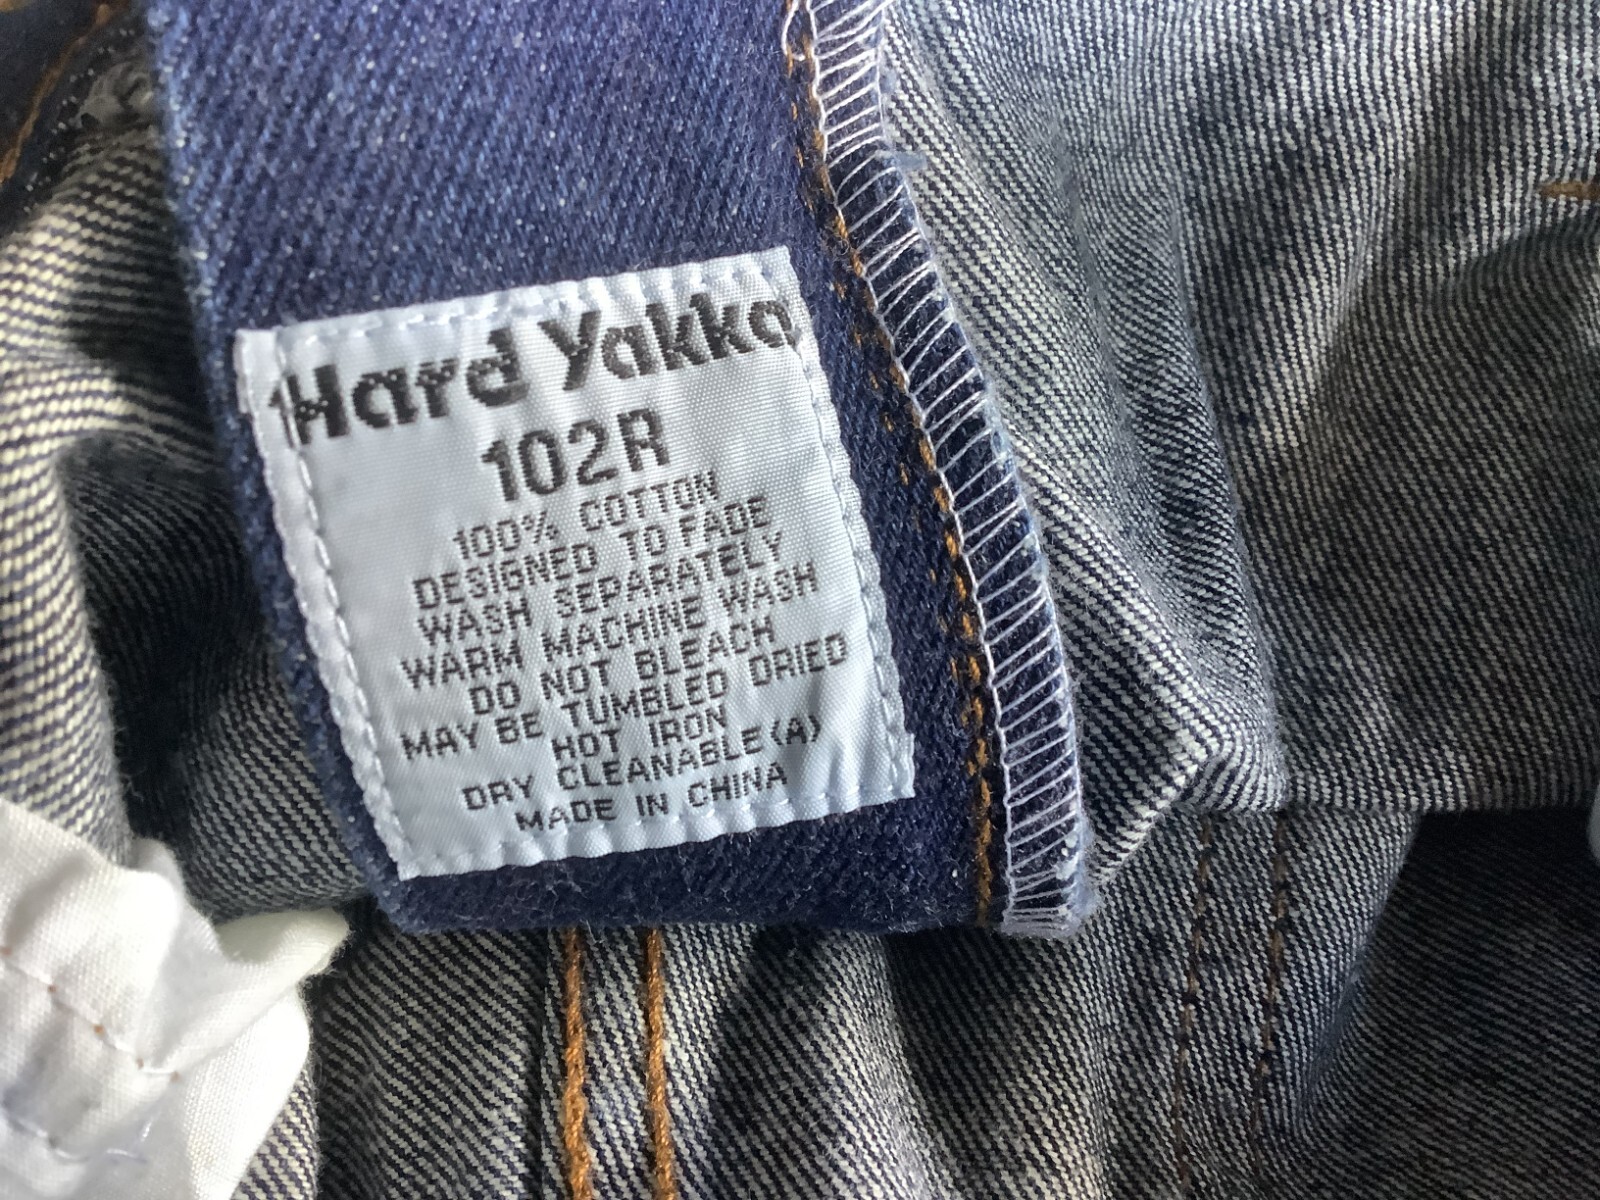 Hard Yakka
102R
100% COTTON
DESIGNED TO FADE
WASH SEPARATELY
WARM MACHINE WASH
DO NOT BLEACH
MAY BE TUMBLED DRIED
HOT IRON
DRY CLEANABLE (A)
MADE IN CHINA